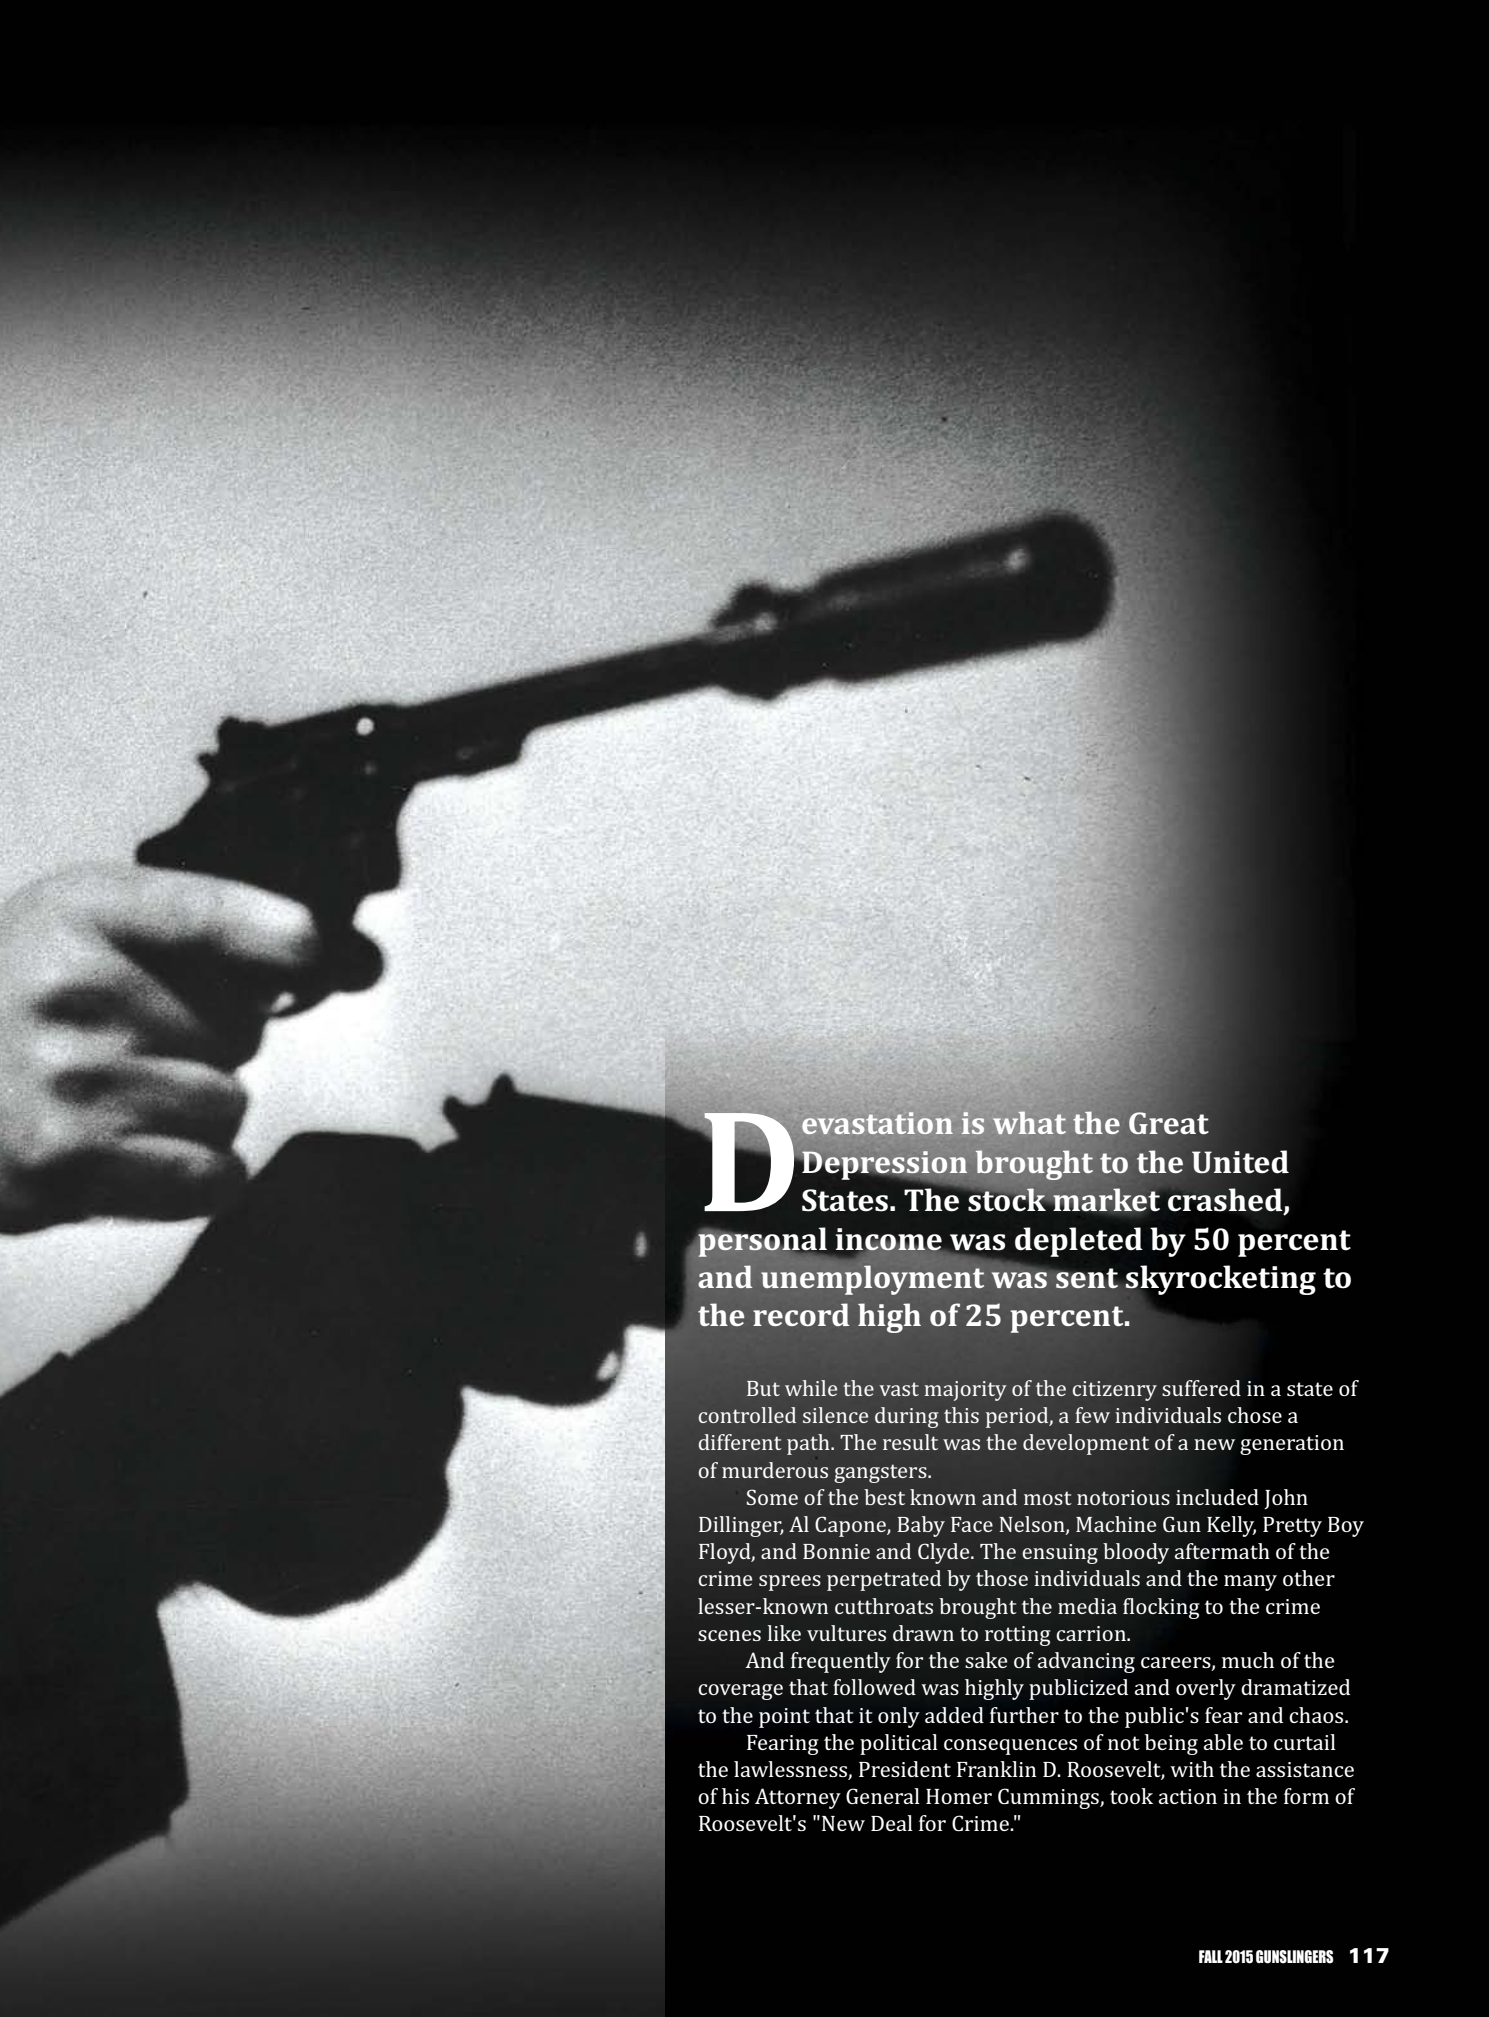 Devastation is what the Great
Depression brought to the United
States. The stock market crashed,
personal income was depleted by 50 percent
and unemployment was sent skyrocketing to
the record high of 25 percent.
But while the vast majority of the citizenry suffered in a state of
controlled silence during this period, a few individuals chose a
different path. The result was the development of a new generation
of murderous gangsters.
Some of the best known and most notorious included John
Dillinger, Al Capone, Baby Face Nelson, Machine Gun Kelly, Pretty Boy
Floyd, and Bonnie and Clyde. The ensuing bloody aftermath of the
crime sprees perpetrated by those individuals and the many other
lesser-known cutthroats brought the media flocking to the crime
scenes like vultures drawn to rotting carrion.
And frequently for the sake of advancing careers, much of the
coverage that followed was highly publicized and overly dramatized
to the point that it only added further to the public's fear and chaos.
Fearing the political consequences of not being able to curtail
the lawlessness, President Franklin D. Roosevelt, with the assistance
of his Attorney General Homer Cummings, took action in the form of
Roosevelt's "New Deal for Crime."
FALL 2015 GUNSLINGERS 117